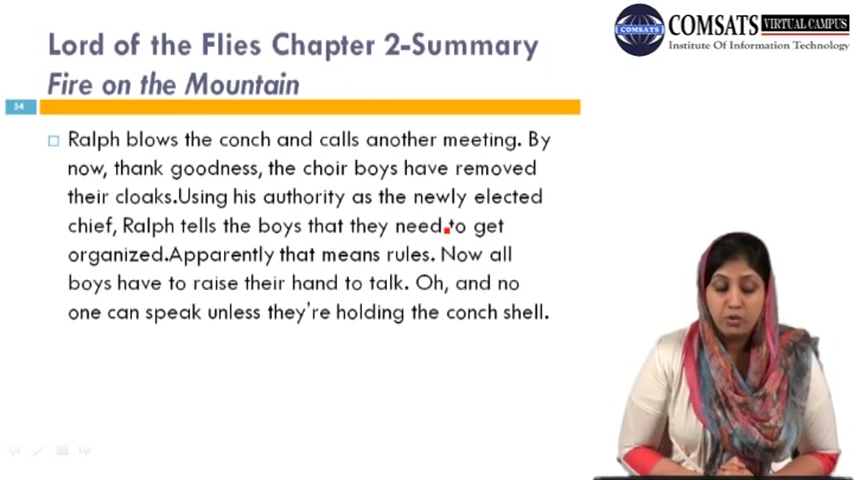 Lord of the Flies Chapter 2-Summary
Fire on the Mountain
COMSATS VIRTUAL CAMPUS
COMSATS
Institute Of Information Technology
54
Ralph blows the conch and calls another meeting. By
now, thank goodness, the choir boys have removed
their cloaks.Using his authority as the newly elected
chief, Ralph tells the boys that they need to get
organized.Apparently that means rules. Now all
boys have to raise their hand to talk. Oh, and no
one can speak unless they're holding the conch shell.